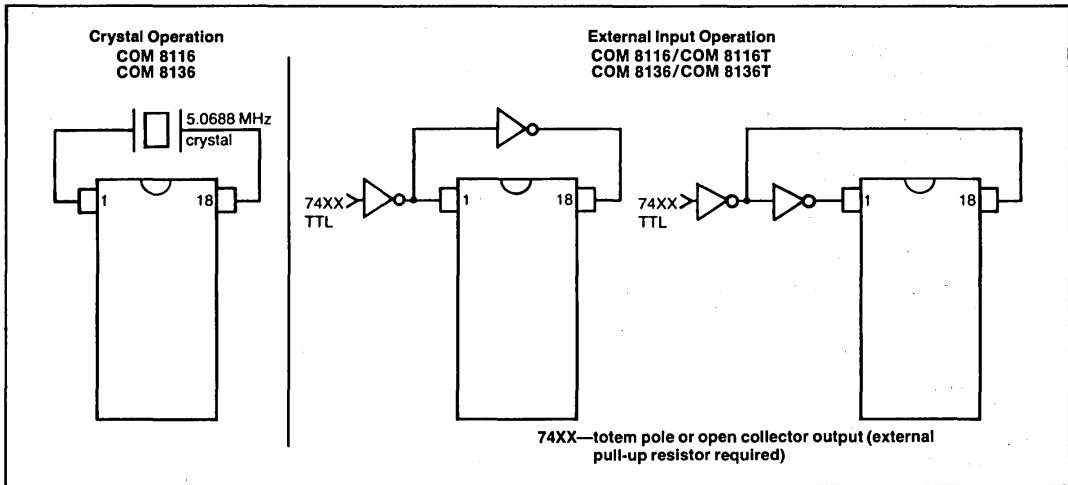 Crystal Operation
COM 8116
COM 8136
5.0688 MHz
crystal
1
18
External Input Operation
COM 8116/COM 8116T
COM 8136/COM 8136T
74XX
TTL
1
18
74XX
TTL
1
18
74XX—totem pole or open collector output (external
pull-up resistor required)